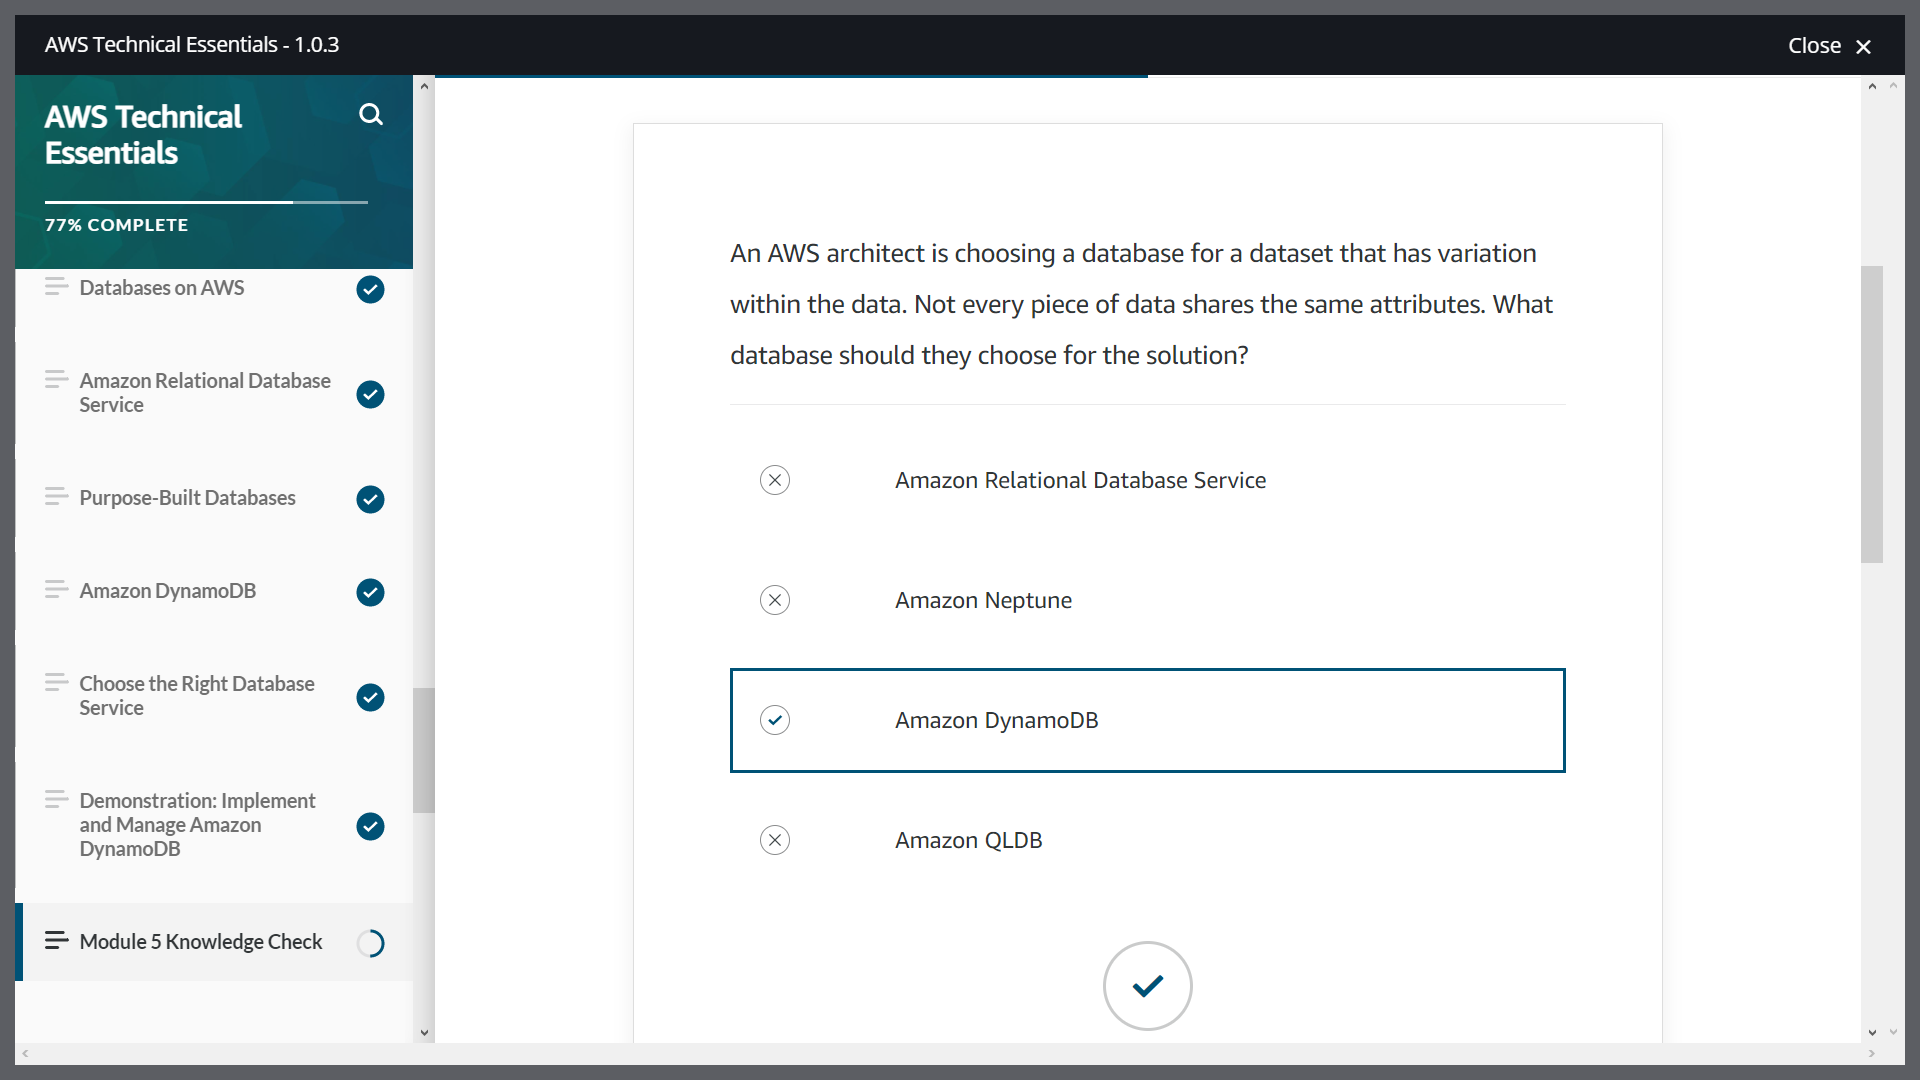 AWS Technical Essentials - 1.0.3
Close
AWS Technical
Essentials
77% COMPLETE
Databases on AWS
Amazon Relational Database
Service
Purpose-Built Databases
Amazon DynamoDB
Choose the Right Database
Service
Demonstration: Implement
and Manage Amazon
DynamoDB
Module 5 Knowledge Check
An AWS architect is choosing a database for a dataset that has variation
within the data. Not every piece of data shares the same attributes. What
database should they choose for the solution?
Amazon Relational Database Service
Amazon Neptune
Amazon DynamoDB
Amazon QLDB